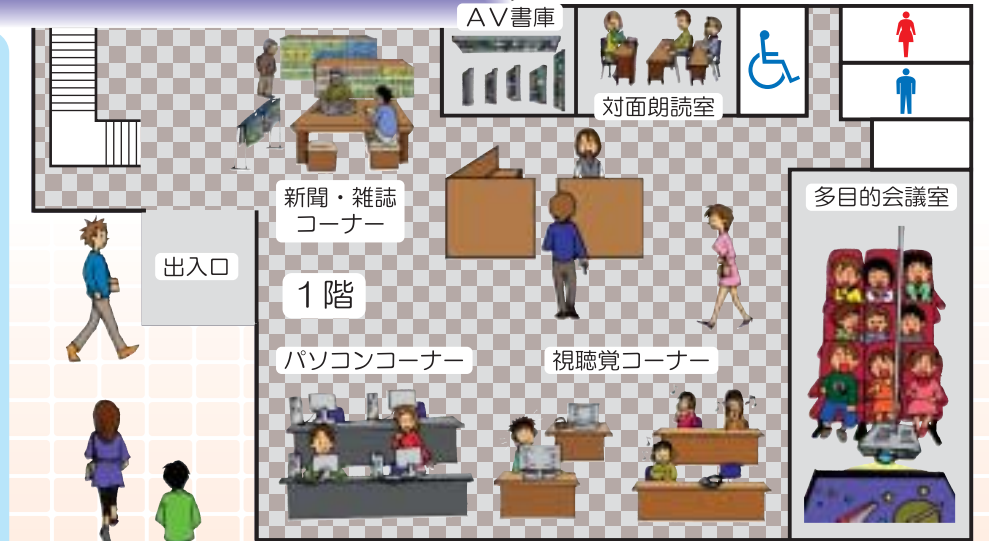 AV書庫
対面朗読室
新聞・雑誌
コーナー
多目的会議室
出入口
1階
パソコンコーナー
視聴覚コーナー